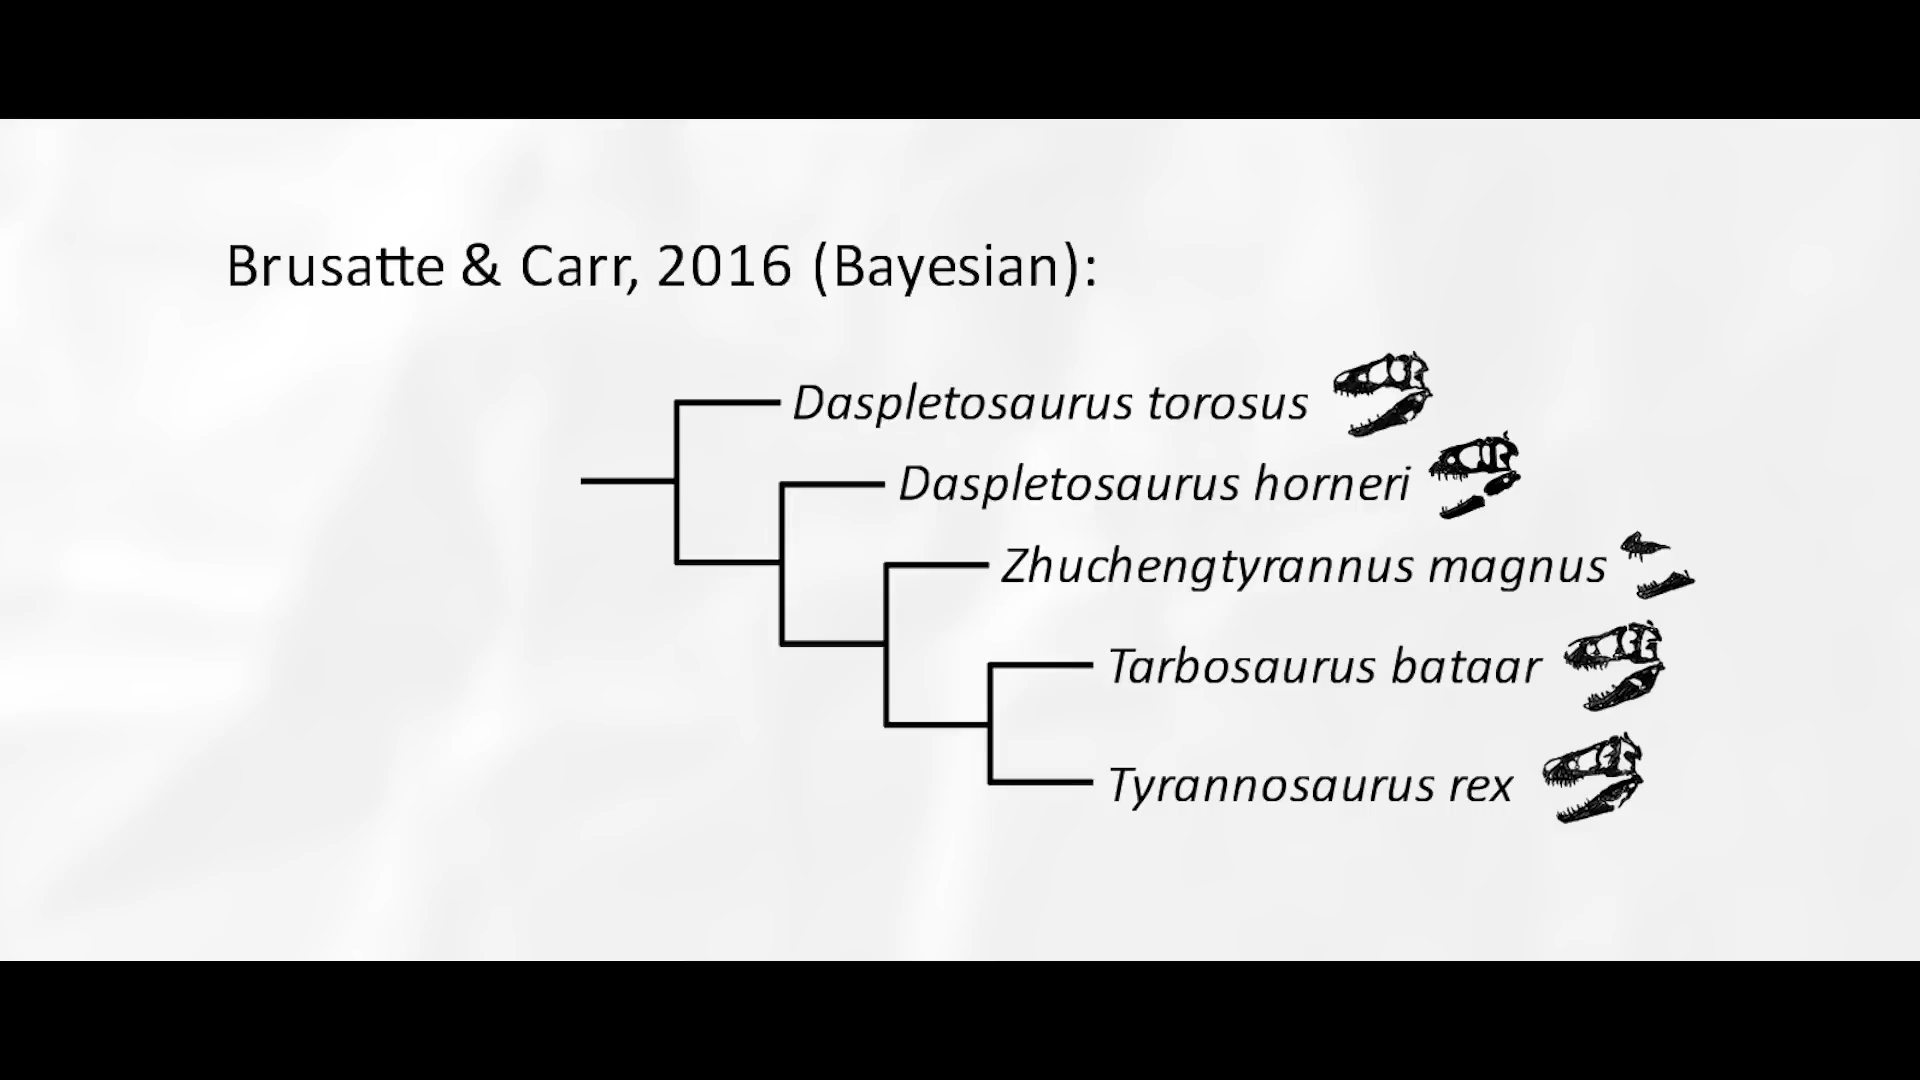 Brusatte & Carr, 2016 (Bayesian):
Daspletosaurus torosus
Daspletosaurus horneri
Zhuchengtyrannus magnus
Tarbosaurus bataar
Tyrannosaurus rex